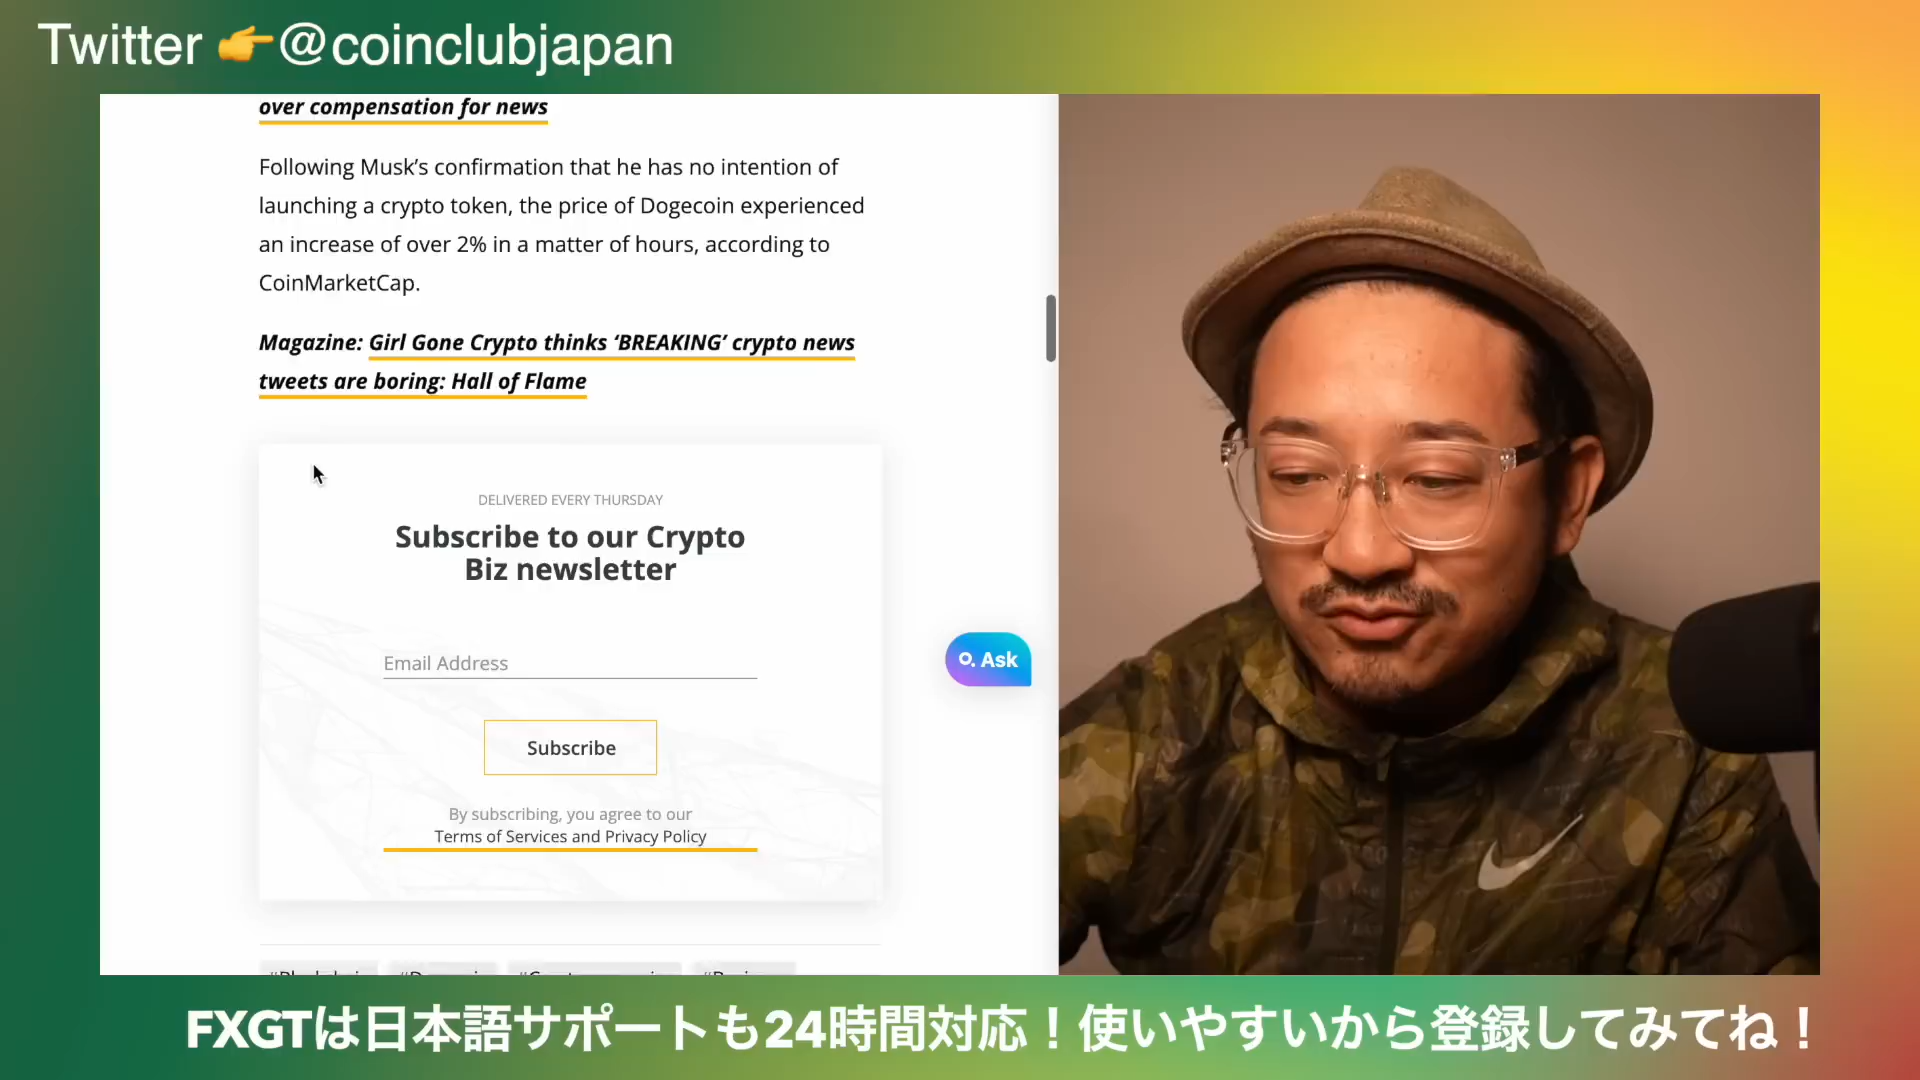 Twitter 👉@coinclubjapan
over compensation for news
Following Musk’s confirmation that he has no intention of
launching a crypto token, the price of Dogecoin experienced
an increase of over 2% in a matter of hours, according to
CoinMarketCap.
Magazine: Girl Gone Crypto thinks ‘BREAKING’ crypto news
tweets are boring: Hall of Flame
DELIVERED EVERY THURSDAY
Subscribe to our Crypto
Biz newsletter
Email Address
Ask
Subscribe
By subscribing, you agree to our
Terms of Services and Privacy Policy
FXGTは日本語サポートも24時間対応！使いやすいから登録してみてね！